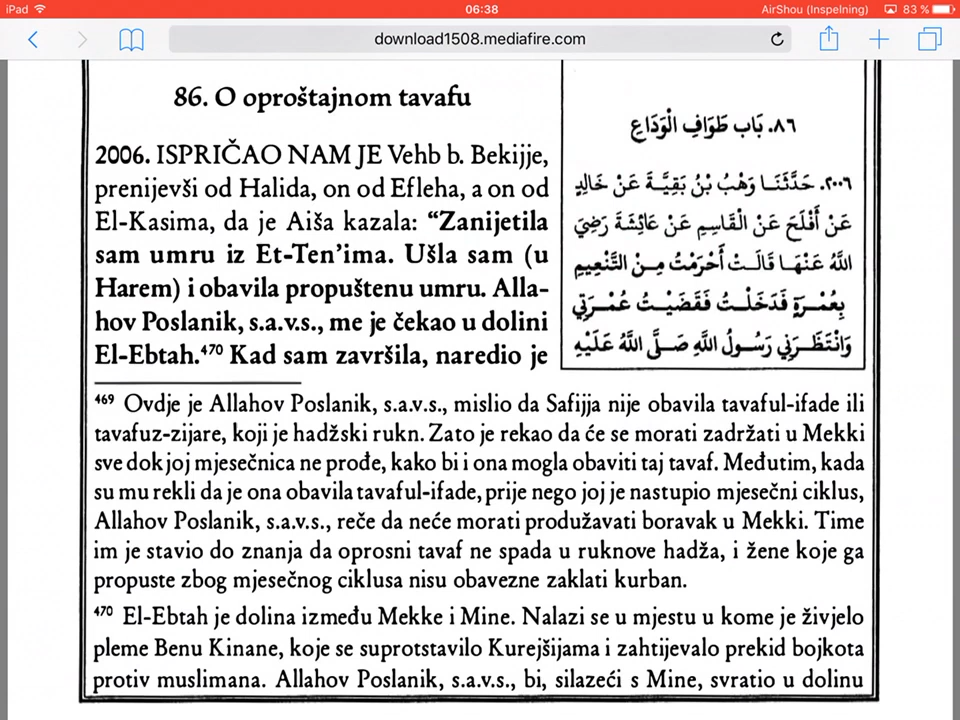 iPad
06:38
AirShou (Inspelning)
83 %
download1508.mediafire.com
86. O oproštajnom tavafu
2006. ISPRIČAO NAM JE Vehb b. Bekijje,
prenijevši od Halida, on od Efleha, a on od
El-Kasima, da je Aiša kazala: “Zanijetila
sam umru iz Et-Ten’ima. Ušla sam (u
Harem) i obavila propuštenu umru. Alla-
hov Poslanik, s.a.v.s., me je čekao u dolini
El-Ebtah.⁴⁷⁰ Kad sam završila, naredio je
٨٦. بَاب طَوَافِ الْوَدَاعِ
٢٠٠٦. حَدَّثَنَا وَهْبُ بْنُ بَقِيَّةَ عَنْ خَالِدٍ
عَنْ أَفْلَحَ عَنْ الْقَاسِمِ عَنْ عَائِشَةَ رَضِيَ
اللَّهُ عَنْهَا قَالَتْ أَحْرَمْتُ مِنْ التَّنْعِيمِ
بِعُمْرَةٍ فَدَخَلْتُ فَقَضَيْتُ عُمْرَتِي
وَانْتَظَرَنِي رَسُولُ اللَّهِ صَلَّى اللَّهُ عَلَيْهِ
⁴⁶⁹ Ovdje je Allahov Poslanik, s.a.v.s., mislio da Safijja nije obavila tavaful-ifade ili
tavafuz-zijare, koji je hadžski rukn. Zato je rekao da će se morati zadržati u Mekki
sve dok joj mjesečnica ne prođe, kako bi i ona mogla obaviti taj tavaf. Međutim, kada
su mu rekli da je ona obavila tavaful-ifade, prije nego joj je nastupio mjesečni ciklus,
Allahov Poslanik, s.a.v.s., reče da neće morati produžavati boravak u Mekki. Time
im je stavio do znanja da oprosni tavaf ne spada u ruknove hadža, i žene koje ga
propuste zbog mjesečnog ciklusa nisu obavezne zaklati kurban.
⁴⁷⁰ El-Ebtah je dolina između Mekke i Mine. Nalazi se u mjestu u kome je živjelo
pleme Benu Kinane, koje se suprotstavilo Kurejšijama i zahtijevalo prekid bojkota
protiv muslimana. Allahov Poslanik, s.a.v.s., bi, silazeći s Mine, svratio u dolinu